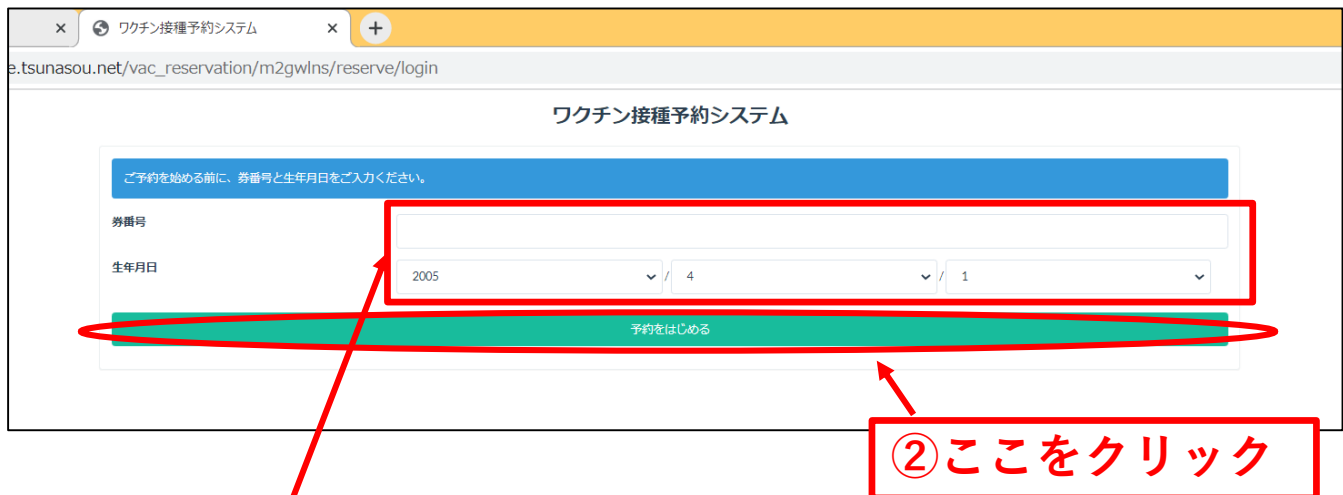 ワクチン接種予約システム
e.tsunasou.net/vac_reservation/m2gwlns/reserve/login
ワクチン接種予約システム
ご予約を始める前に、券番号と生年月日をご入力ください。
券番号
生年月日
2005 / 4 / 1
予約をはじめる
②ここをクリック